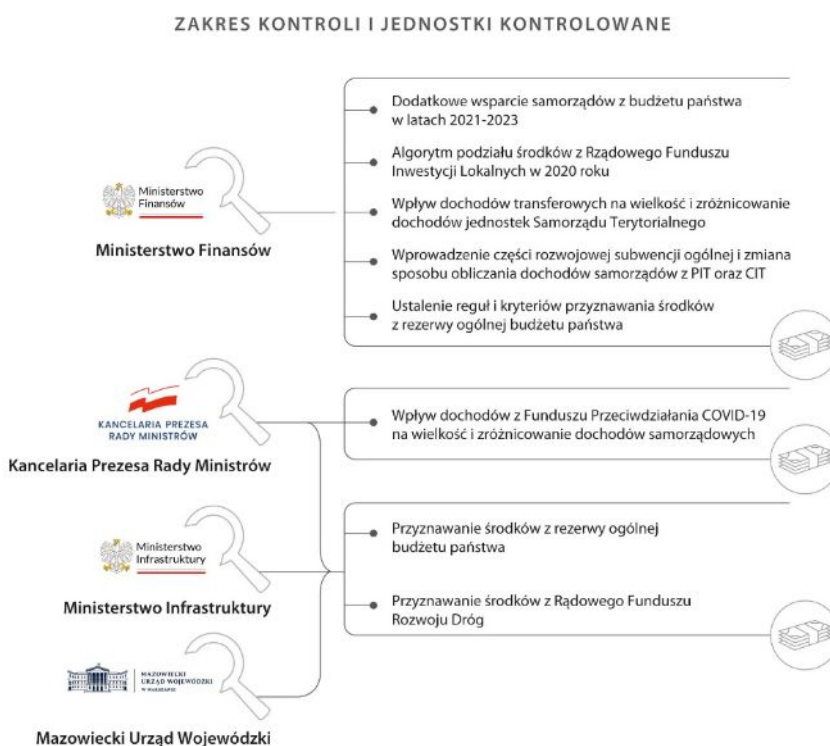 ZAKRES KONTROLI I JEDNOSTKI KONTROLOWANE
Ministerstwo
Finansów
Ministerstwo Finansów
Dodatkowe wsparcie samorządów z budżetu państwa
w latach 2021-2023
Algorytm podziału środków z Rządowego Funduszu
Inwestycji Lokalnych w 2020 roku
Wpływ dochodów transferowych na wielkość i zróżnicowanie
dochodów jednostek Samorządu Terytorialnego
Wprowadzenie części rozwojowej subwencji ogólnej i zmiana
sposobu obliczania dochodów samorządów z PIT oraz CIT
Ustalenie reguł i kryteriów przyznawania środków
z rezerwy ogólnej budżetu państwa
KANCELARIA PREZESA
RADY MINISTRÓW
Kancelaria Prezesa Rady Ministrów
Wpływ dochodów z Funduszu Przeciwdziałania COVID-19
na wielkość i zróżnicowanie dochodów samorządowych
Ministerstwo
Infrastruktury
Ministerstwo Infrastruktury
Przyznawanie środków z rezerwy ogólnej
budżetu państwa
Przyznawanie środków z Rądowego Funduszu
Rozwoju Dróg
MAZOWIECKI
URZĄD WOJEWÓDZKI
W WARSZAWIE
Mazowiecki Urząd Wojewódzki